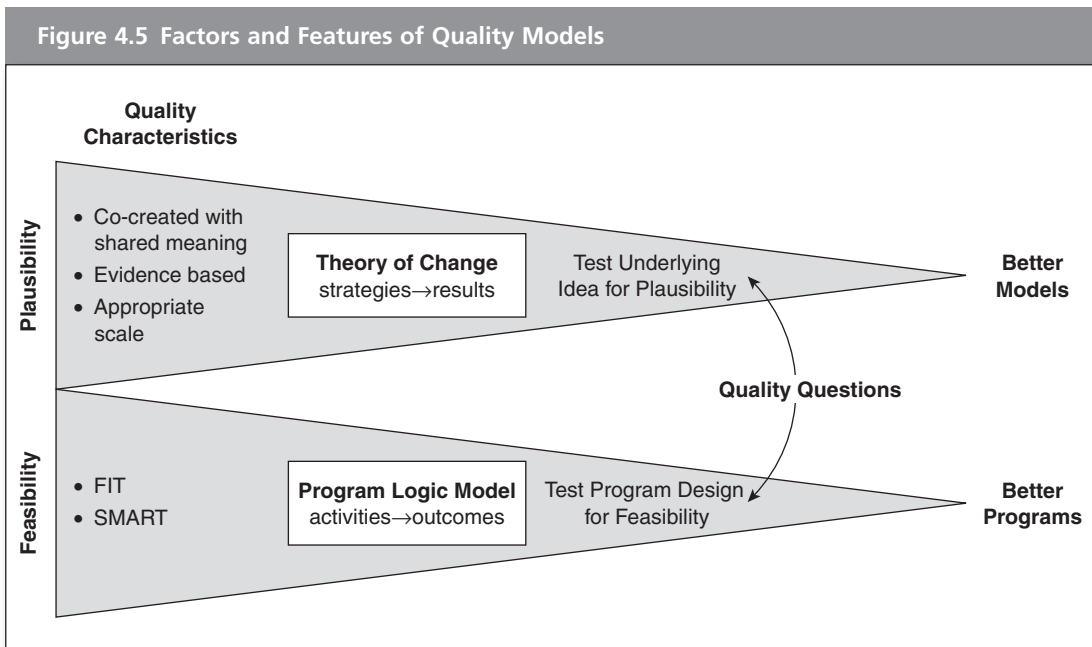 Figure 4.5 Factors and Features of Quality Models
Quality
Characteristics
Plausibility
• Co-created with
shared meaning
• Evidence based
• Appropriate
scale
Theory of Change
strategies→results
Test Underlying
Idea for Plausibility
Better
Models
Quality Questions
Feasibility
• FIT
• SMART
Program Logic Model
activities→outcomes
Test Program Design
for Feasibility
Better
Programs